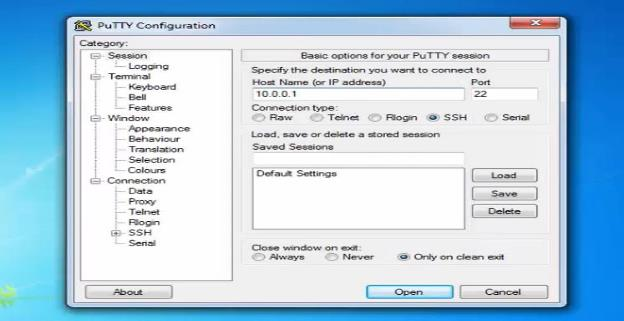 PuTTY Configuration
Category:
Session
Logging
Terminal
Keyboard
Bell
Features
Window
Appearance
Behaviour
Translation
Selection
Colours
Connection
Data
Proxy
Telnet
Rlogin
SSH
Serial
Basic options for your PuTTY session
Specify the destination you want to connect to
Host Name (or IP address) Port
10.0.0.1 22
Connection type:
Raw Telnet Rlogin SSH Serial
Load, save or delete a stored session
Saved Sessions
Default Settings
Load
Save
Delete
Close window on exit:
Always Never Only on clean exit
About Open Cancel